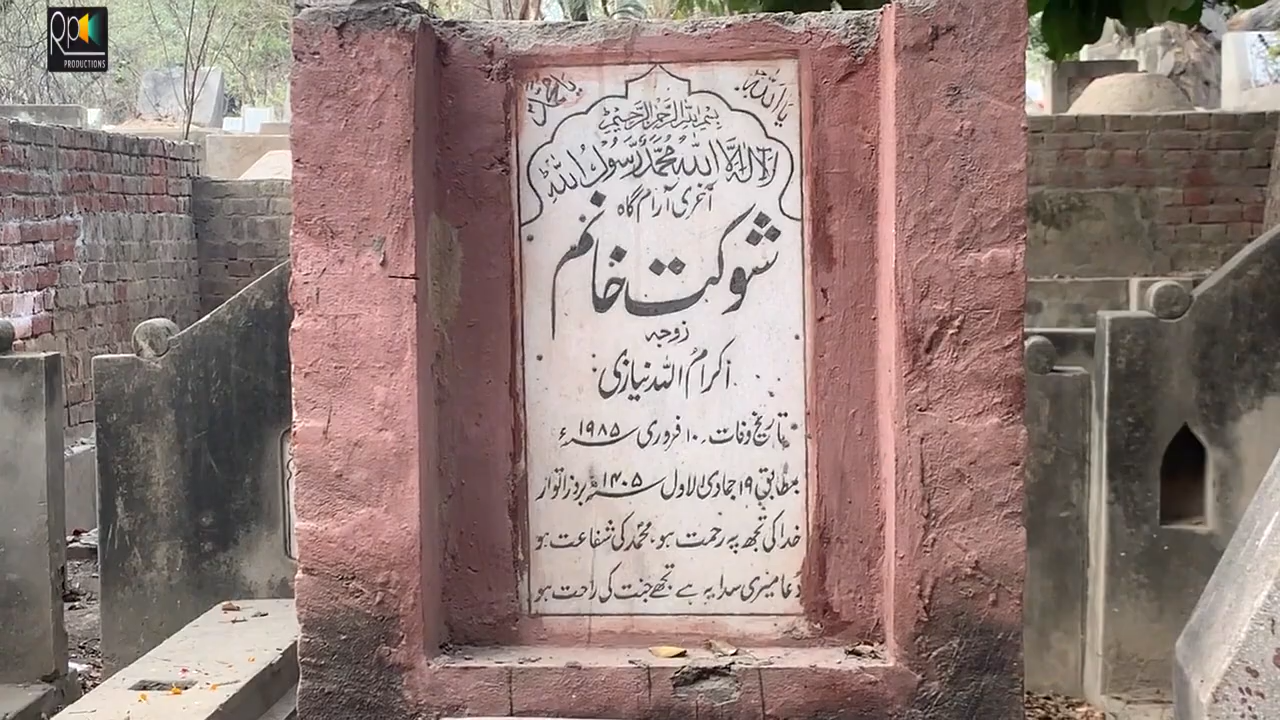 RP
PRODUCTIONS
یا اللہ
یا محمد
بسم اللہ الرحمن الرحیم
لا الہ الا اللہ محمد رسول اللہ
آخری آرام گاہ
شوکت خانم
زوجہ
اکرام اللہ نیازی
تاریخ وفات ۱۰ فروری ۱۹۸۵ء
بمطابق ۱۹ جمادی الاول ۱۴۰۵ھ بروز اتوار
خدا کی تجھ پہ رحمت ہو، محمد کی شفاعت ہو
دعا میری سدا یہ ہے تجھے جنت کی راحت ہو